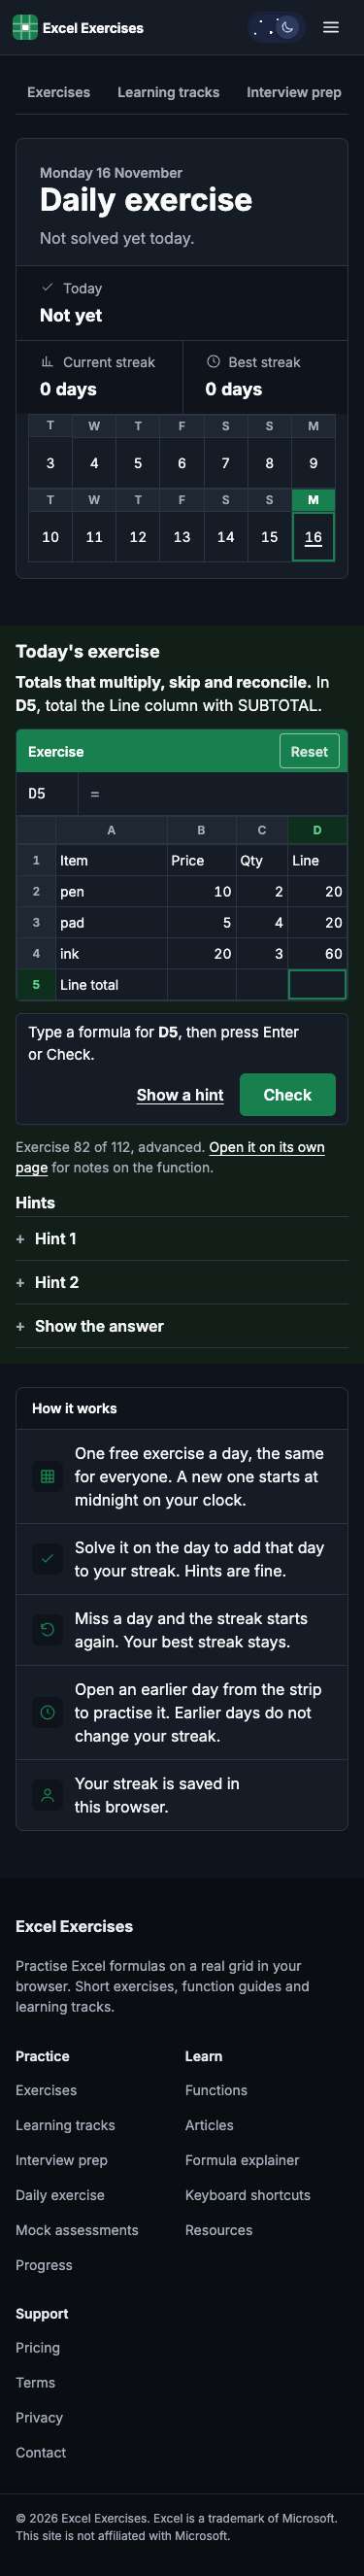 Excel Exercises
Exercises Learning tracks Interview prep
Monday 16 November
Daily exercise
Not solved yet today.
Today
Not yet
Current streak
0 days
Best streak
0 days
T W T F S S M
3 4 5 6 7 8 9
T W T F S S M
10 11 12 13 14 15 16
Today's exercise
Totals that multiply, skip and reconcile. In
D5, total the Line column with SUBTOTAL.
Exercise Reset
D5 =
A B C D
1 Item Price Qty Line
2 pen 10 2 20
3 pad 5 4 20
4 ink 20 3 60
5 Line total
Type a formula for D5, then press Enter
or Check.
Show a hint Check
Exercise 82 of 112, advanced. Open it on its own
page for notes on the function.
Hints
+ Hint 1
+ Hint 2
+ Show the answer
How it works
One free exercise a day, the same
for everyone. A new one starts at
midnight on your clock.
Solve it on the day to add that day
to your streak. Hints are fine.
Miss a day and the streak starts
again. Your best streak stays.
Open an earlier day from the strip
to practise it. Earlier days do not
change your streak.
Your streak is saved in
this browser.
Excel Exercises
Practise Excel formulas on a real grid in your
browser. Short exercises, function guides and
learning tracks.
Practice
Exercises
Learning tracks
Interview prep
Daily exercise
Mock assessments
Progress
Learn
Functions
Articles
Formula explainer
Keyboard shortcuts
Resources
Support
Pricing
Terms
Privacy
Contact
© 2026 Excel Exercises. Excel is a trademark of Microsoft.
This site is not affiliated with Microsoft.